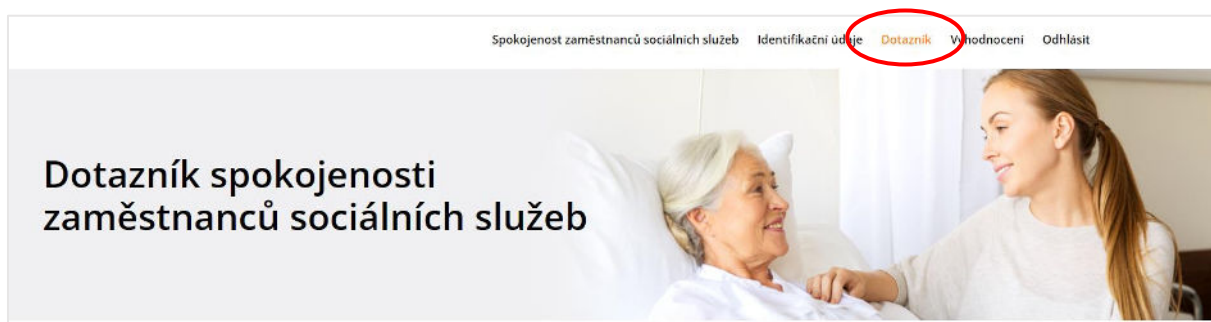 Spokojenost zaměstnanců sociálních služeb Identifikační údaje Dotazník Vyhodnocení Odhlásit
Dotazník spokojenosti
zaměstnanců sociálních služeb